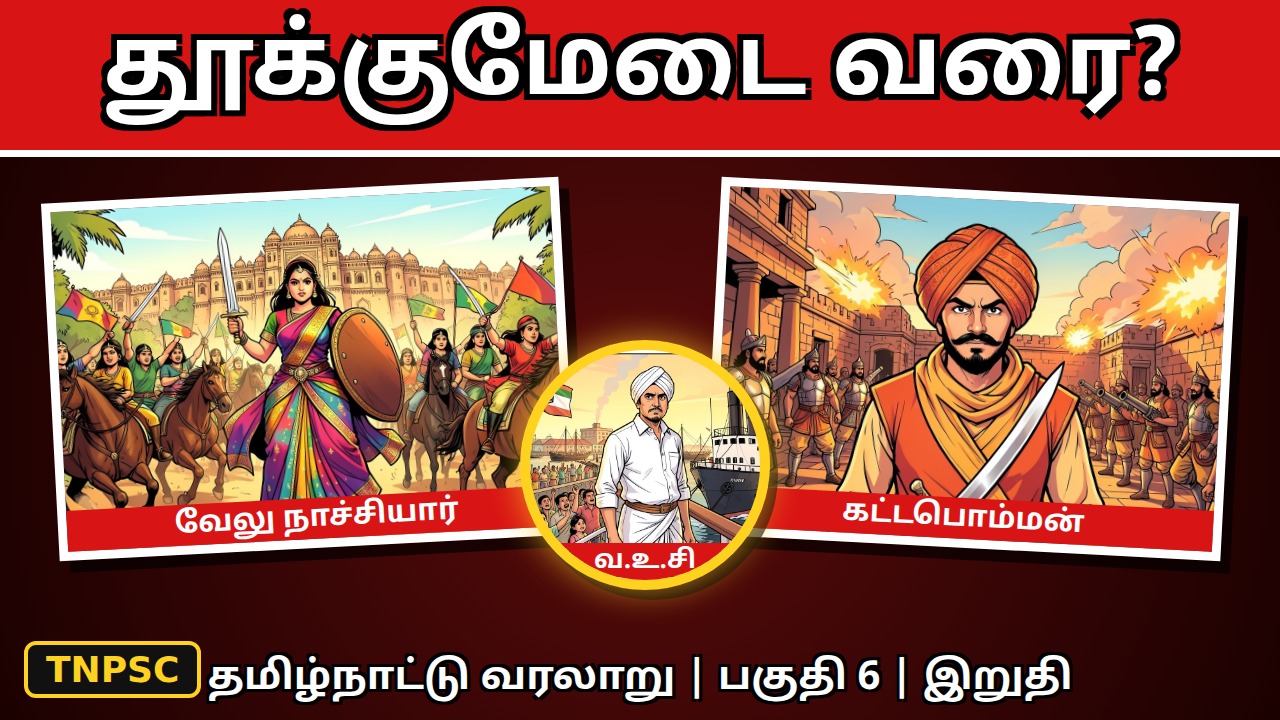 தூக்குமேடை வரை?
வேலு நாச்சியார்
கட்டபொம்மன்
வ.உ.சி
TNPSC தமிழ்நாட்டு வரலாறு | பகுதி 6 | இறுதி